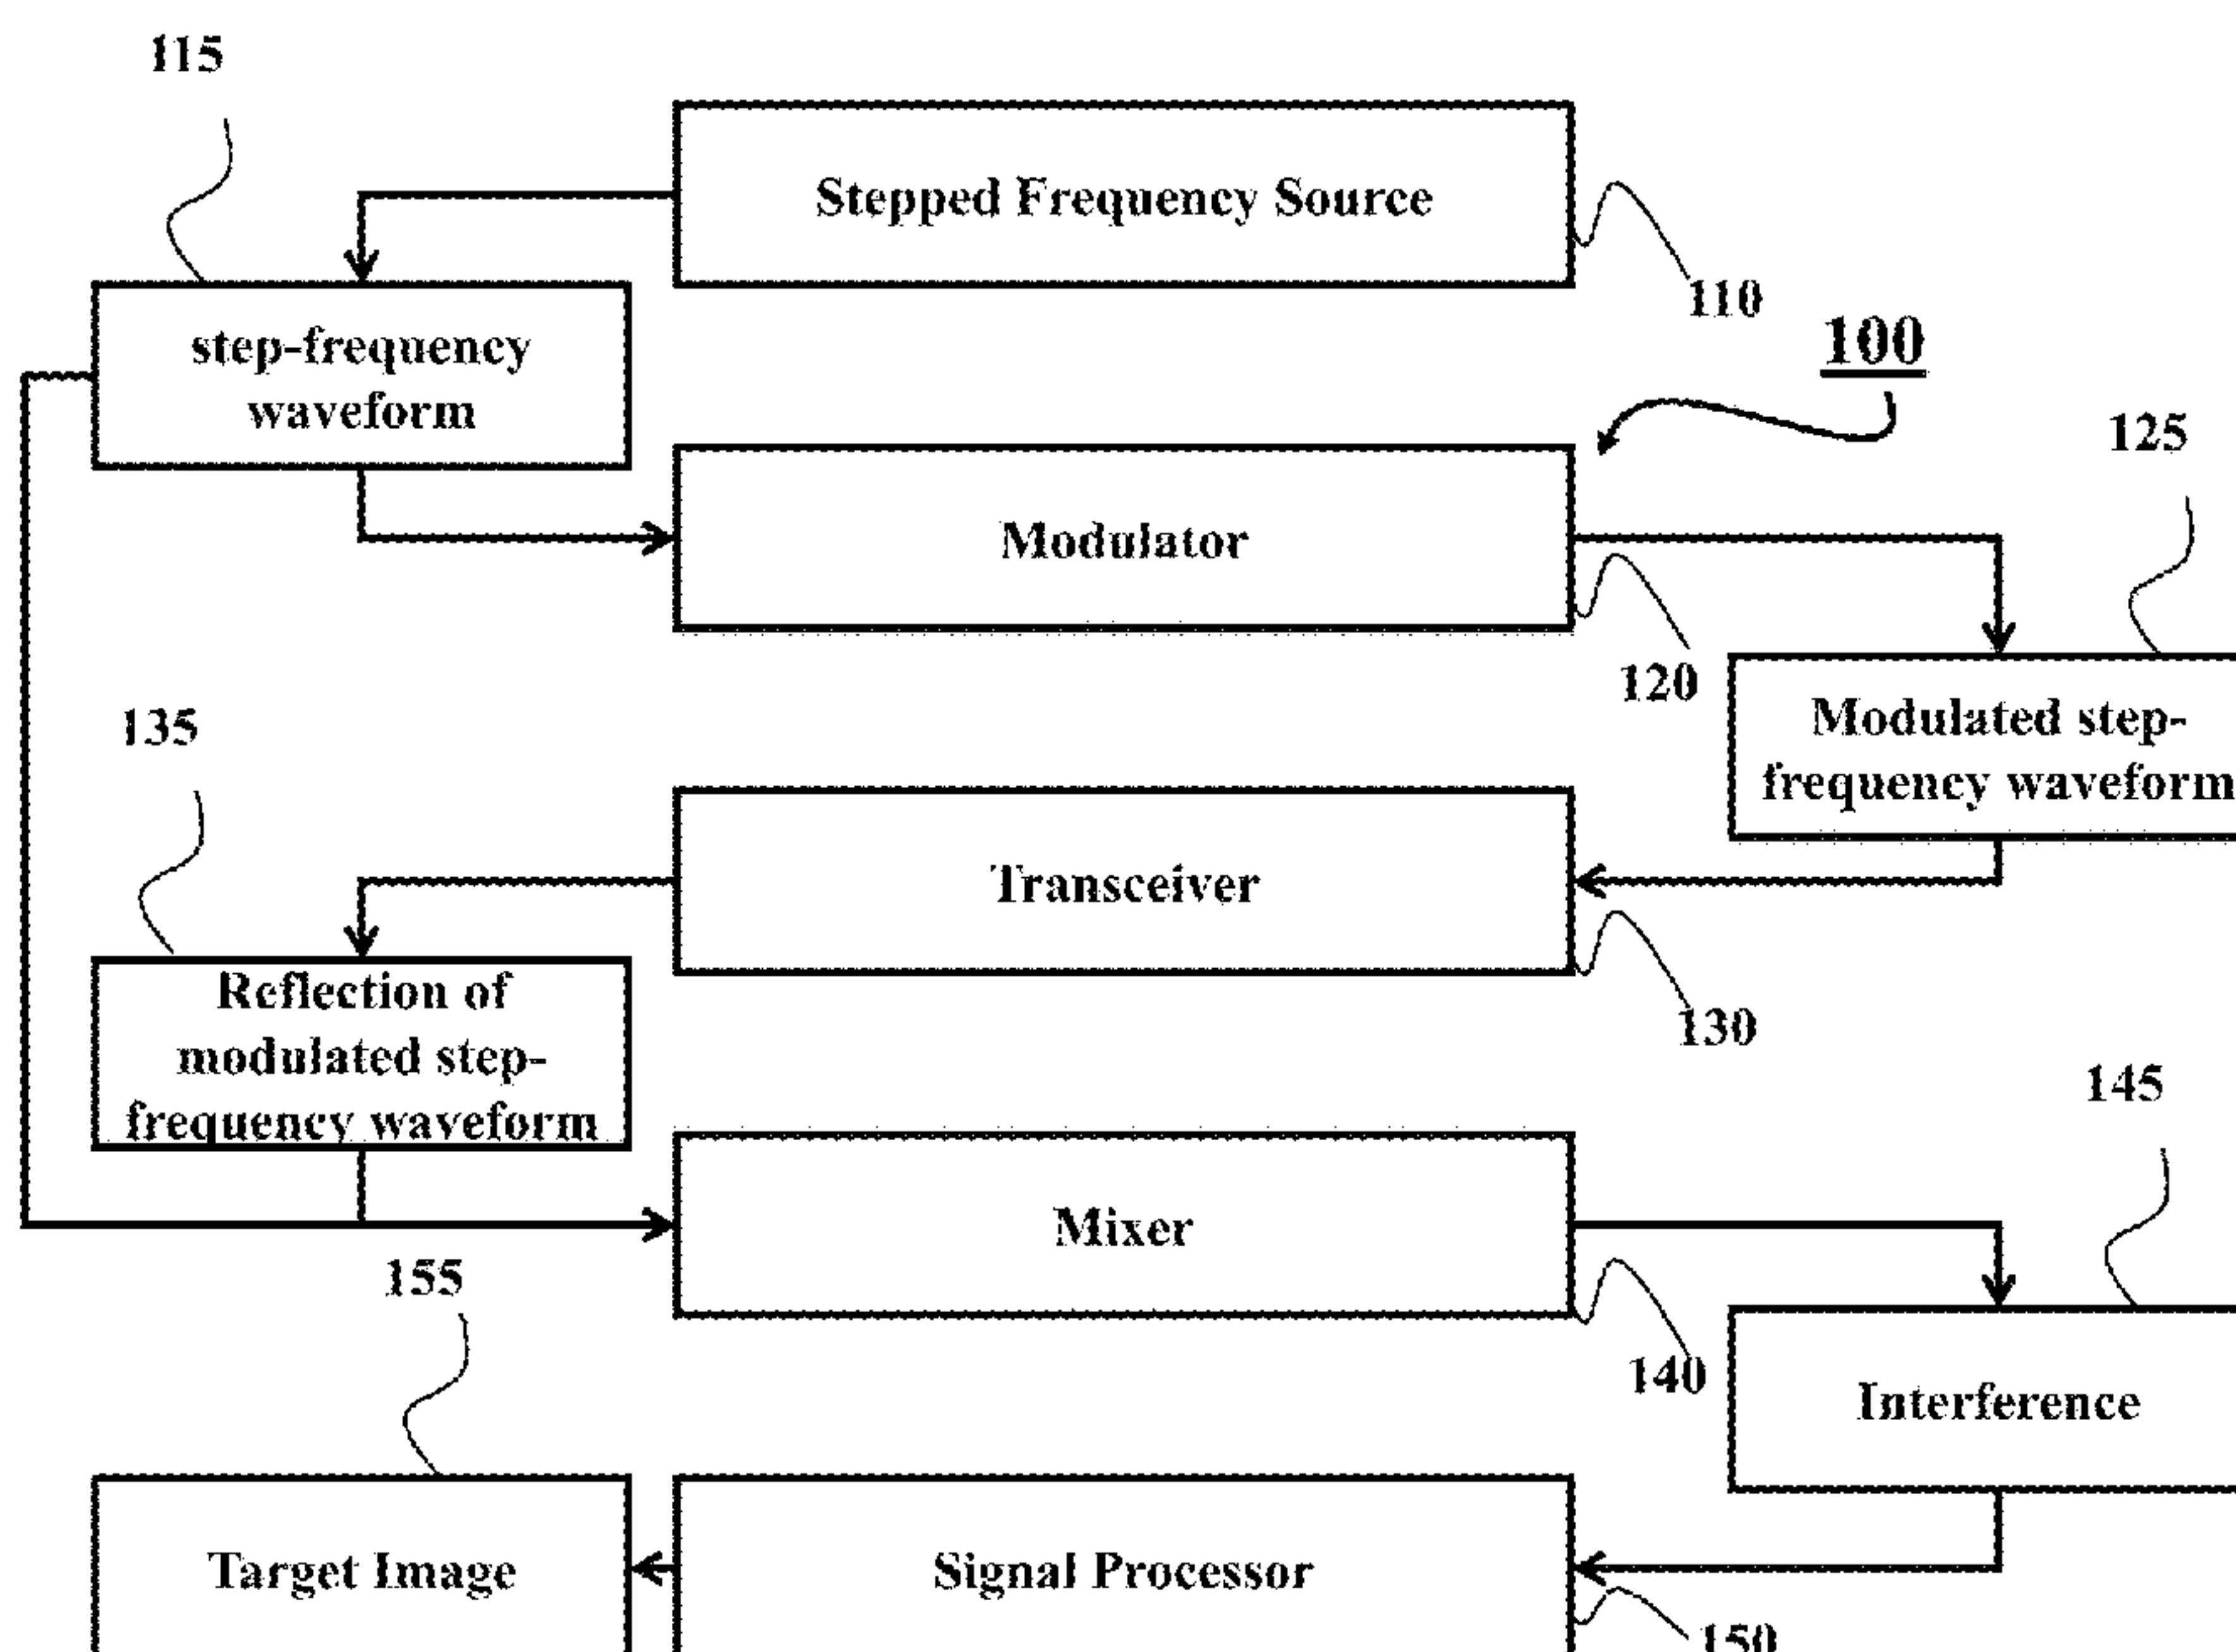 115
Stepped Frequency Source
110
step-frequency
waveform
100
125
Modulator
120
Modulated step-
frequency waveform
135
Transceiver
130
Reflection of
modulated step-
frequency waveform
145
Mixer
140
155
Interference
Target Image
Signal Processor
150